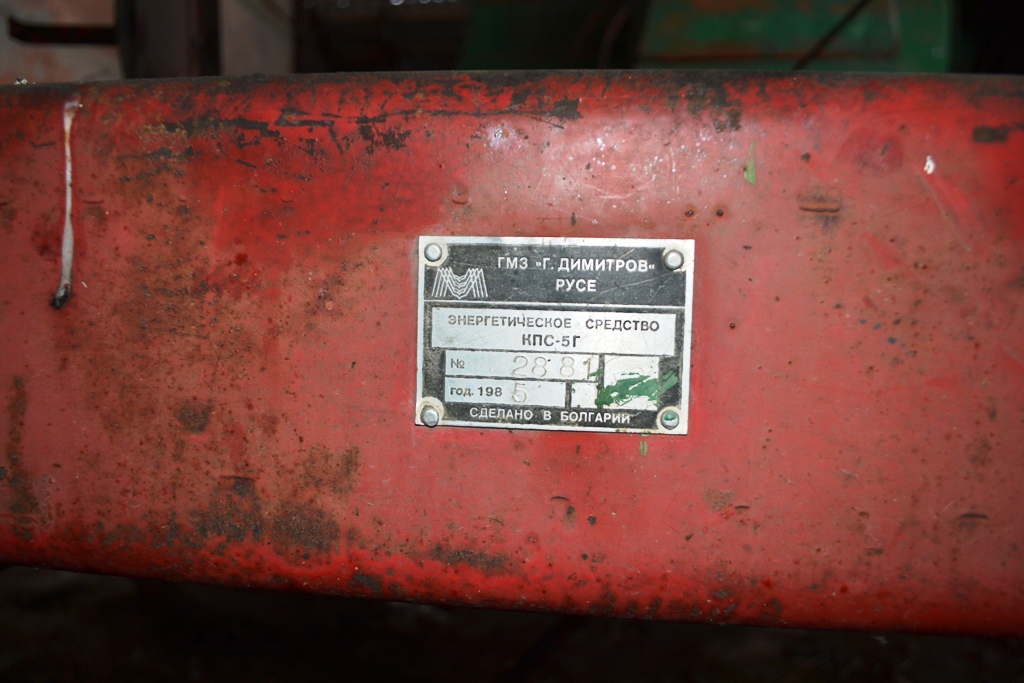 ГМЗ "Г. ДИМИТРОВ"
РУСЕ
ЭНЕРГЕТИЧЕСКОЕ СРЕДСТВО
КПС-5Г
№ 2881
год. 1985
СДЕЛАНО В БОЛГАРИИ